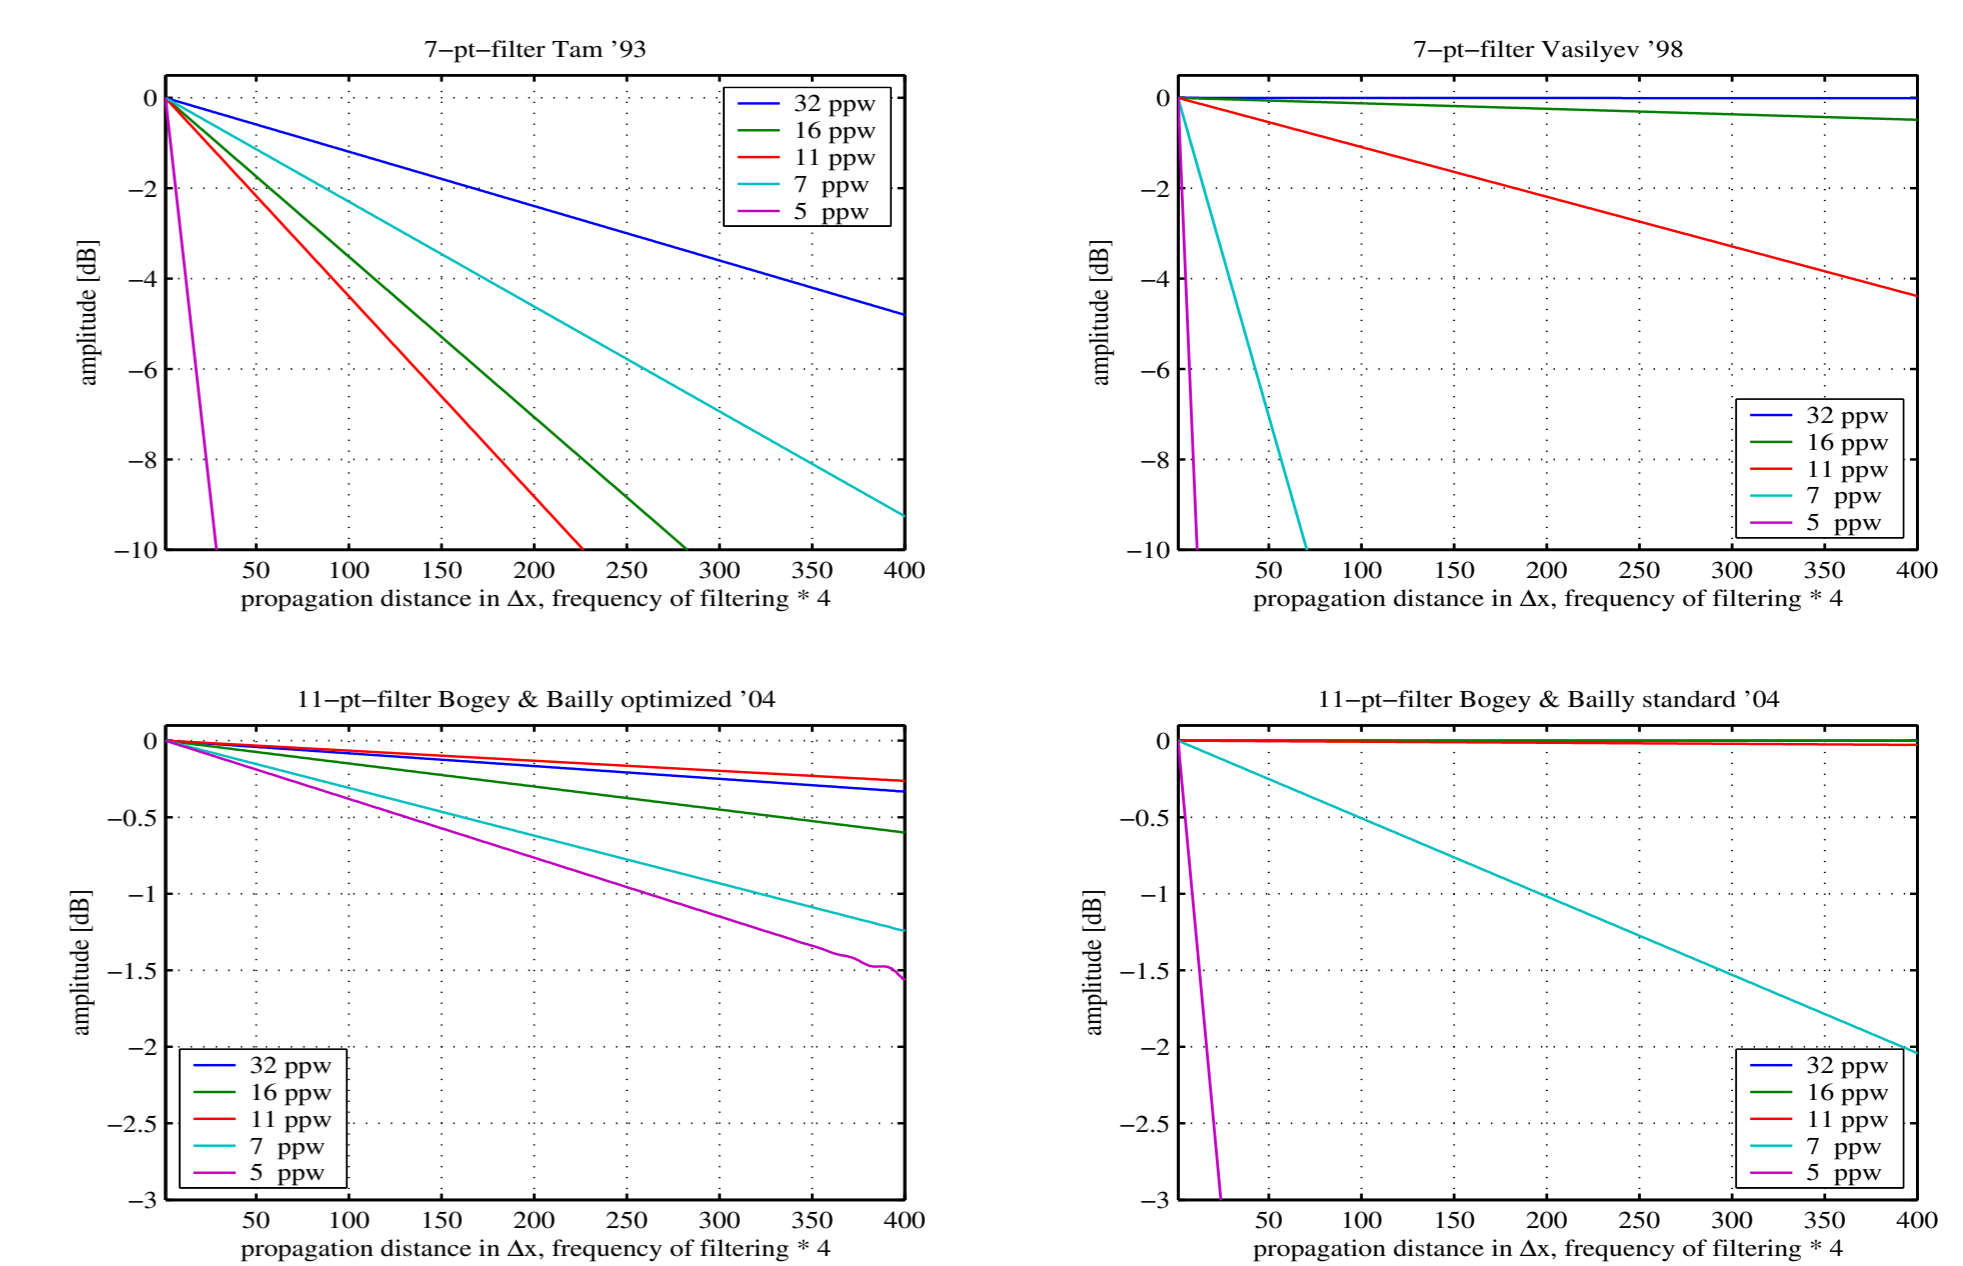 7−pt−filter Tam ’93
0
−2
−4
−6
−8
−10
amplitude [dB]
32 ppw
16 ppw
11 ppw
7 ppw
5 ppw
50 100 150 200 250 300 350 400
propagation distance in Δx, frequency of filtering * 4
7−pt−filter Vasilyev ’98
0
−2
−4
−6
−8
−10
amplitude [dB]
32 ppw
16 ppw
11 ppw
7 ppw
5 ppw
50 100 150 200 250 300 350 400
propagation distance in Δx, frequency of filtering * 4
11−pt−filter Bogey & Bailly optimized ’04
0
−0.5
−1
−1.5
−2
−2.5
−3
amplitude [dB]
32 ppw
16 ppw
11 ppw
7 ppw
5 ppw
50 100 150 200 250 300 350 400
propagation distance in Δx, frequency of filtering * 4
11−pt−filter Bogey & Bailly standard ’04
0
−0.5
−1
−1.5
−2
−2.5
−3
amplitude [dB]
32 ppw
16 ppw
11 ppw
7 ppw
5 ppw
50 100 150 200 250 300 350 400
propagation distance in Δx, frequency of filtering * 4